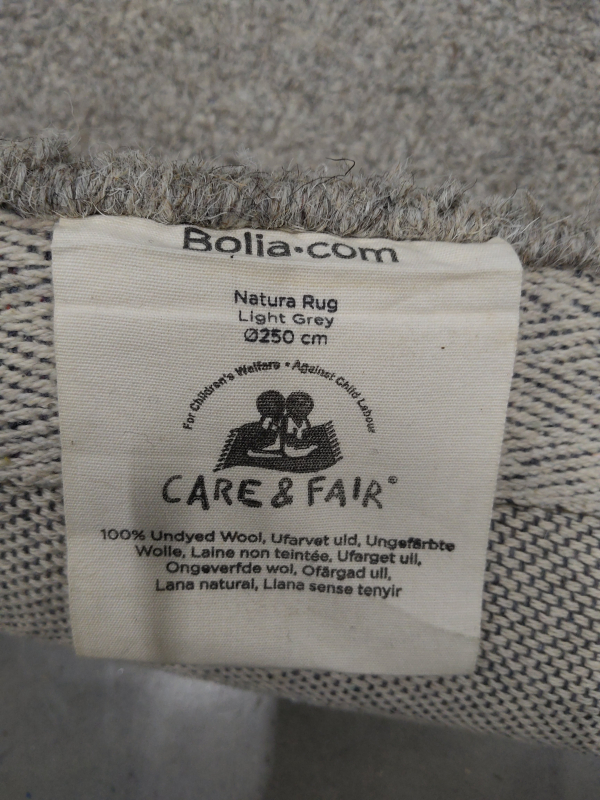 Bolia.com
Natura Rug
Light Grey
Ø250 cm
For Children's Welfare • Against Child Labour
CARE & FAIR®
100% Undyed Wool, Ufarvet uld, Ungefärbte
Wolle, Laine non teintée, Ufarget ull,
Ongeverfde wol, Ofärgad ull,
Lana natural, Llana sense tenyir